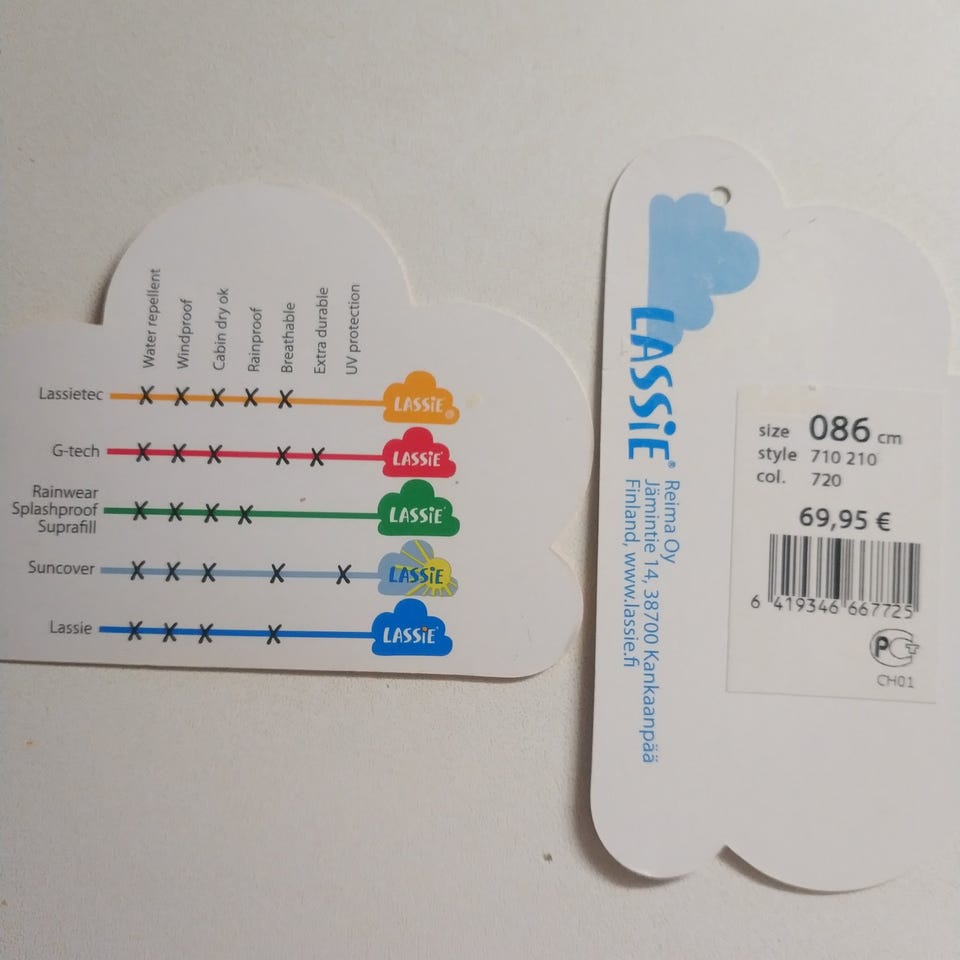 Water repellent
Windproof
Cabin dry ok
Rainproof
Breathable
Extra durable
UV protection
Lassietec X X X X X LASSiE®
G-tech X X X X X LASSiE®
Rainwear
Splashproof X X X X LASSiE®
Suprafill
Suncover X X X X X LASSiE
Lassie X X X X LASSiE®
LASSiE®
Reima Oy
Jämintie 14, 38700 Kankaanpää
Finland, www.lassie.fi
size 086 cm
style 710 210
col. 720
69,95 €
6 419346 667725
PC+
CH01